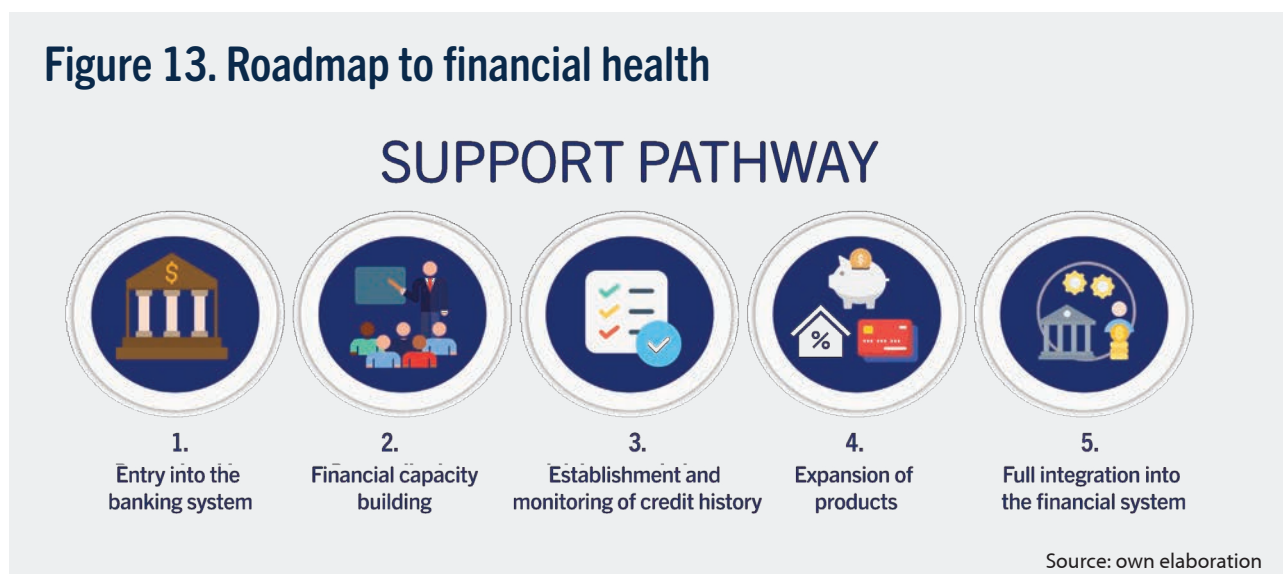 Figure 13. Roadmap to financial health
SUPPORT PATHWAY
$
$
%
1.
Entry into the
banking system
2.
Financial capacity
building
3.
Establishment and
monitoring of credit history
4.
Expansion of
products
5.
Full integration into
the financial system
Source: own elaboration